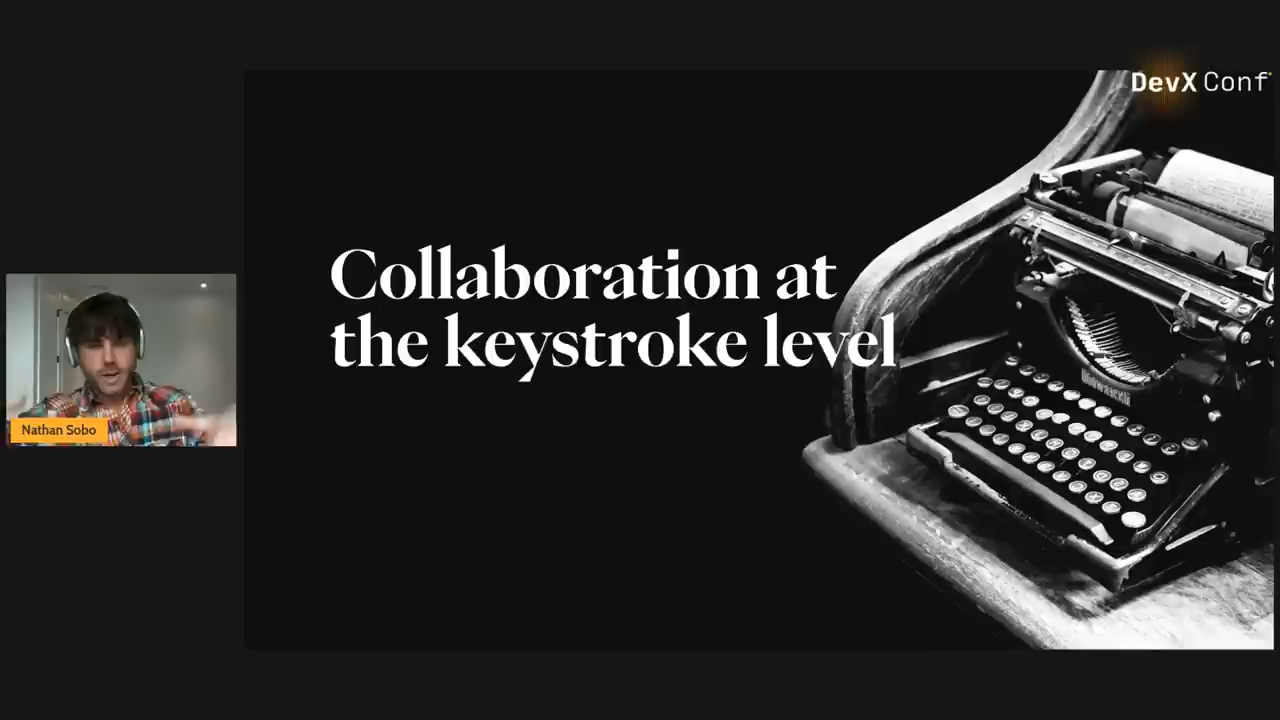 DevX Conf
Collaboration at
the keystroke level
Nathan Sobo